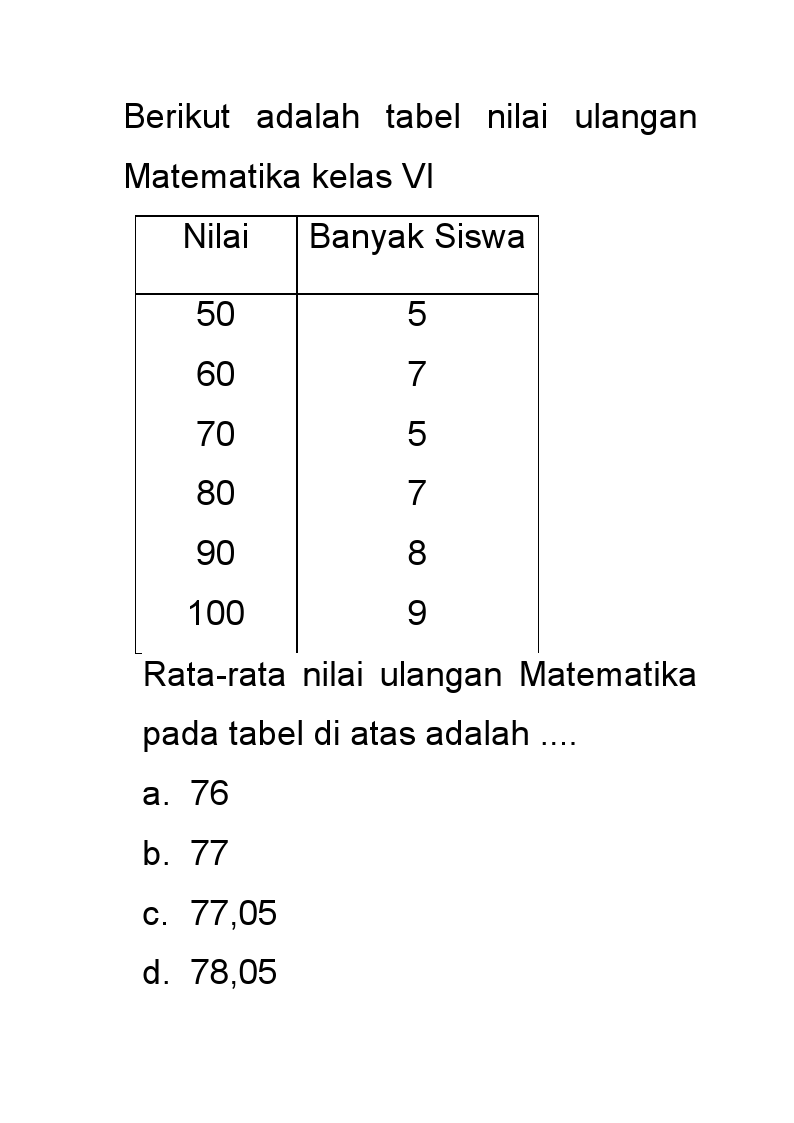 Berikut adalah tabel nilai ulangan
Matematika kelas VI
Nilai Banyak Siswa
50 5
60 7
70 5
80 7
90 8
100 9
Rata-rata nilai ulangan Matematika
pada tabel di atas adalah ....
a. 76
b. 77
c. 77,05
d. 78,05